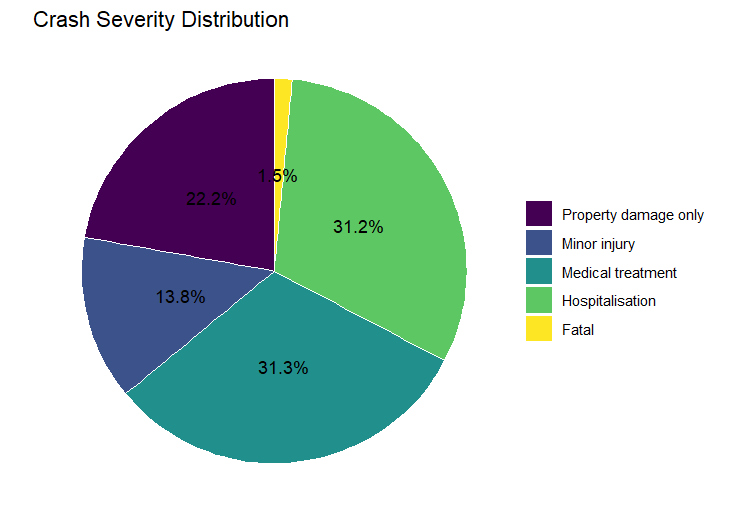 Crash Severity Distribution
1.5%
22.2%
31.2%
13.8%
31.3%
Property damage only
Minor injury
Medical treatment
Hospitalisation
Fatal